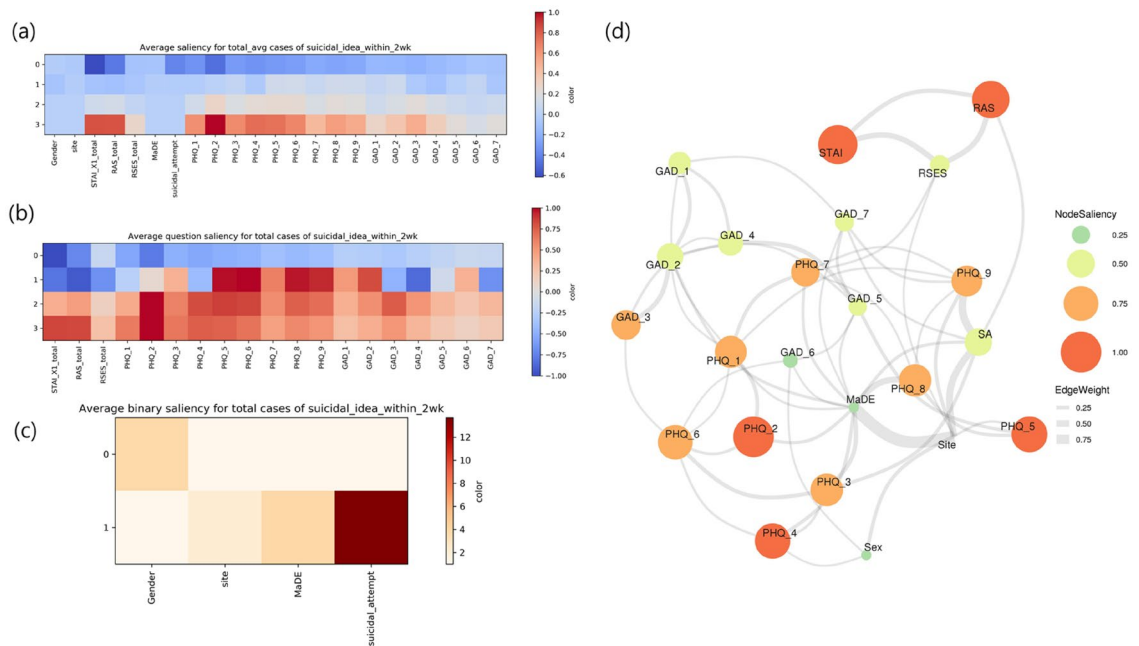 (a)
Average saliency for total_avg cases of suicidal_idea_within_2wk
0
1
2
3
Gender
site
STAI_X1_total
RAS_total
RSES_total
MaDE
suicidal_attempt
PHQ_1
PHQ_2
PHQ_3
PHQ_4
PHQ_5
PHQ_6
PHQ_7
PHQ_8
PHQ_9
GAD_1
GAD_2
GAD_3
GAD_4
GAD_5
GAD_6
GAD_7
1.0
0.8
0.6
0.4
0.2
0.0
−0.2
−0.4
−0.6
color
(b)
Average question saliency for total cases of suicidal_idea_within_2wk
0
1
2
3
STAI_X1_total
RAS_total
RSES_total
PHQ_1
PHQ_2
PHQ_3
PHQ_4
PHQ_5
PHQ_6
PHQ_7
PHQ_8
PHQ_9
GAD_1
GAD_2
GAD_3
GAD_4
GAD_5
GAD_6
GAD_7
1.00
0.75
0.50
0.25
0.00
−0.25
−0.50
−0.75
−1.00
color
(c)
Average binary saliency for total cases of suicidal_idea_within_2wk
0
1
Gender
site
MaDE
suicidal_attempt
12
10
8
6
4
2
color
(d)
RAS
STAI
RSES
GAD_1
GAD_7
GAD_4
GAD_2
PHQ_7
PHQ_9
GAD_5
GAD_3
SA
GAD_6
PHQ_1
PHQ_8
MaDE
PHQ_2
PHQ_5
PHQ_6
Site
PHQ_3
PHQ_4
Sex
NodeSaliency
0.25
0.50
0.75
1.00
EdgeWeight
0.25
0.50
0.75